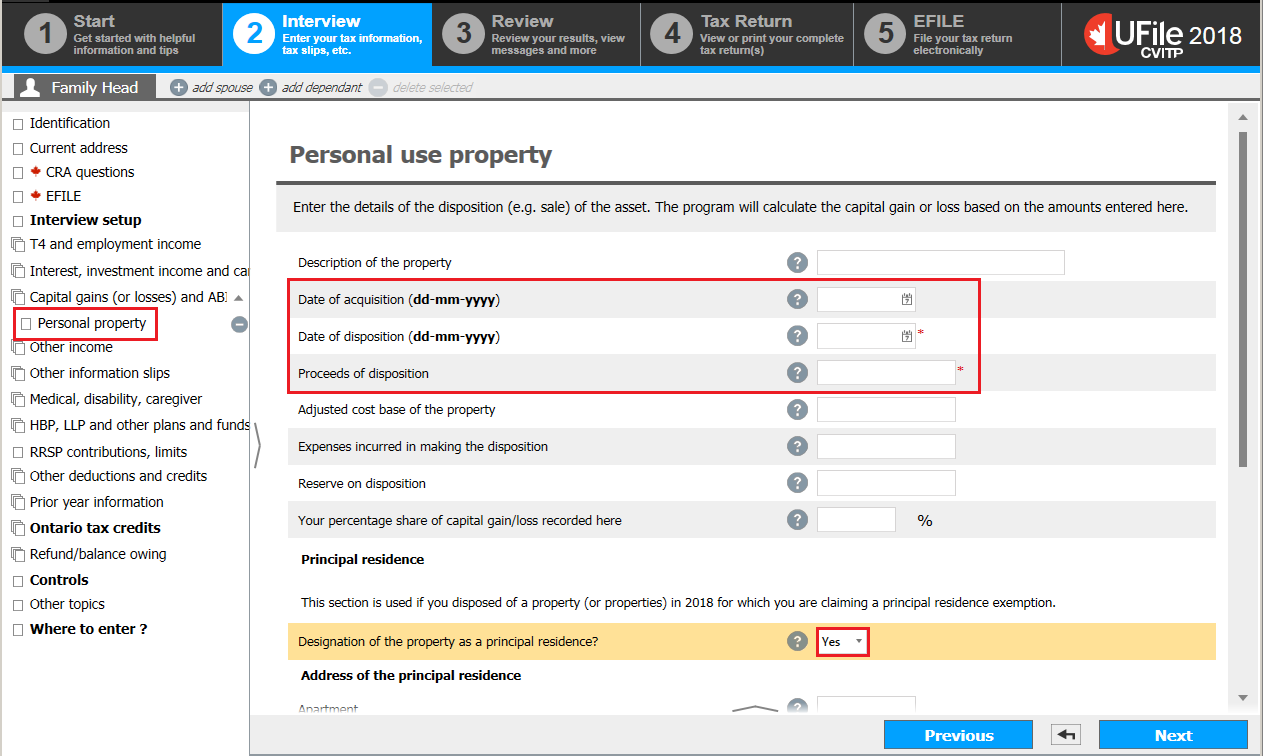 1
Start
Get started with helpful
information and tips
2
Interview
Enter your tax information,
tax slips, etc.
3
Review
Review your results, view
messages and more
4
Tax Return
View or print your complete
tax return(s)
5
EFILE
File your tax return
electronically
UFile 2018
CVITP
Family Head
add spouse
add dependant
delete selected
Identification
Current address
CRA questions
EFILE
Interview setup
T4 and employment income
Interest, investment income and ca
Capital gains (or losses) and ABI
Personal property
Other income
Other information slips
Medical, disability, caregiver
HBP, LLP and other plans and funds
RRSP contributions, limits
Other deductions and credits
Prior year information
Ontario tax credits
Refund/balance owing
Controls
Other topics
Where to enter ?
Personal use property
Enter the details of the disposition (e.g. sale) of the asset. The program will calculate the capital gain or loss based on the amounts entered here.
Description of the property ?
Date of acquisition (dd-mm-yyyy) ?
Date of disposition (dd-mm-yyyy) ? *
Proceeds of disposition ? *
Adjusted cost base of the property ?
Expenses incurred in making the disposition ?
Reserve on disposition ?
Your percentage share of capital gain/loss recorded here ? %
Principal residence
This section is used if you disposed of a property (or properties) in 2018 for which you are claiming a principal residence exemption.
Designation of the property as a principal residence? ? Yes
Address of the principal residence
Apartment ?
Previous
Next